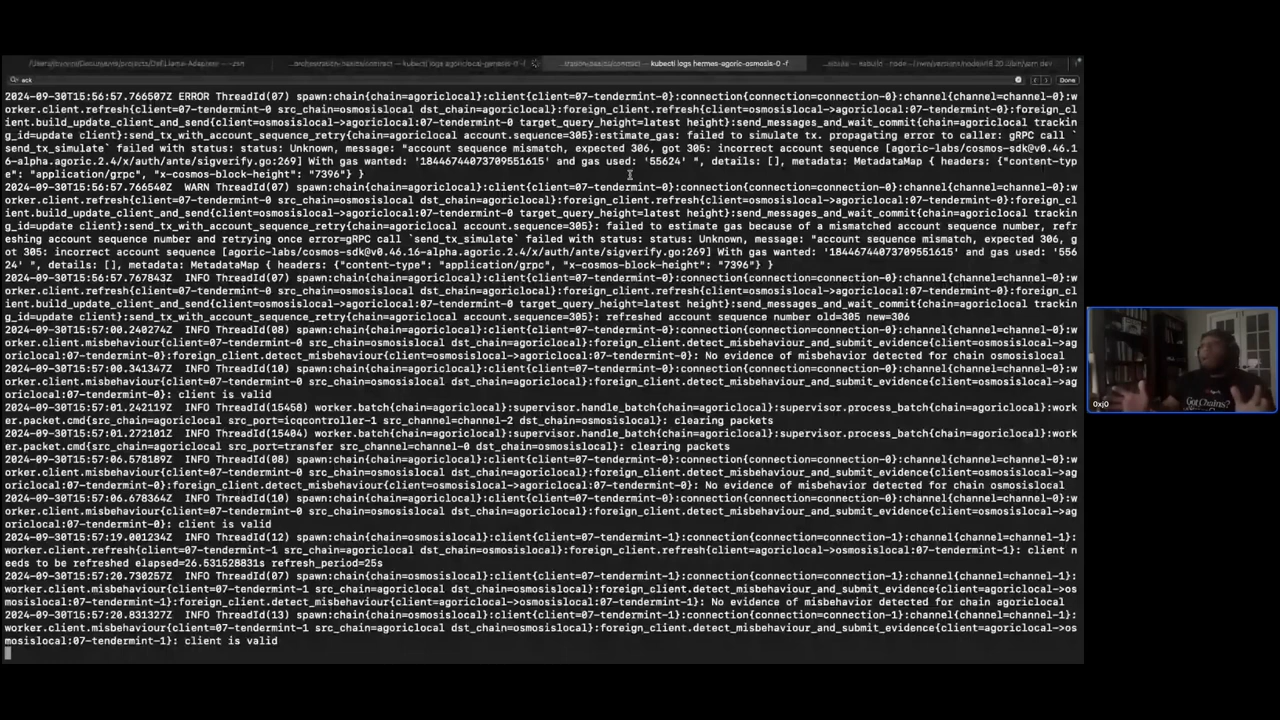 — kubectl logs hermes-agoric-osmosis-0 -f
ack
Done
2024-09-30T15:56:57.766507Z ERROR ThreadId(07) spawn:chain{chain=agoriclocal}:client{client=07-tendermint-0}:connection{connection=connection-0}:channel{channel=channel-0}:w
orker.client.refresh{client=07-tendermint-0 src_chain=osmosislocal dst_chain=agoriclocal}:foreign_client.refresh{client=osmosislocal->agoriclocal:07-tendermint-0}:foreign_cl
ient.build_update_client_and_send{client=osmosislocal->agoriclocal:07-tendermint-0 target_query_height=latest height}:send_messages_and_wait_commit{chain=agoriclocal trackin
g_id=update client}:send_tx_with_account_sequence_retry{chain=agoriclocal account.sequence=305}:estimate_gas: failed to simulate tx. propagating error to caller: gRPC call `
send_tx_simulate` failed with status: status: Unknown, message: "account sequence mismatch, expected 306, got 305: incorrect account sequence [agoric-labs/cosmos-sdk@v0.46.1
6-alpha.agoric.2.4/x/auth/ante/sigverify.go:269] With gas wanted: '18446744073709551615' and gas used: '55624' ", details: [], metadata: MetadataMap { headers: {"content-typ
e": "application/grpc", "x-cosmos-block-height": "7396"} }
2024-09-30T15:56:57.766540Z  WARN ThreadId(07) spawn:chain{chain=agoriclocal}:client{client=07-tendermint-0}:connection{connection=connection-0}:channel{channel=channel-0}:w
orker.client.refresh{client=07-tendermint-0 src_chain=osmosislocal dst_chain=agoriclocal}:foreign_client.refresh{client=osmosislocal->agoriclocal:07-tendermint-0}:foreign_cl
ient.build_update_client_and_send{client=osmosislocal->agoriclocal:07-tendermint-0 target_query_height=latest height}:send_messages_and_wait_commit{chain=agoriclocal trackin
g_id=update client}:send_tx_with_account_sequence_retry{chain=agoriclocal account.sequence=305}: failed to estimate gas because of a mismatched account sequence number, refr
eshing account sequence number and retrying once error=gRPC call `send_tx_simulate` failed with status: status: Unknown, message: "account sequence mismatch, expected 306, g
ot 305: incorrect account sequence [agoric-labs/cosmos-sdk@v0.46.16-alpha.agoric.2.4/x/auth/ante/sigverify.go:269] With gas wanted: '18446744073709551615' and gas used: '556
24' ", details: [], metadata: MetadataMap { headers: {"content-type": "application/grpc", "x-cosmos-block-height": "7396"} }
2024-09-30T15:56:57.767843Z  INFO ThreadId(07) spawn:chain{chain=agoriclocal}:client{client=07-tendermint-0}:connection{connection=connection-0}:channel{channel=channel-0}:w
orker.client.refresh{client=07-tendermint-0 src_chain=osmosislocal dst_chain=agoriclocal}:foreign_client.refresh{client=osmosislocal->agoriclocal:07-tendermint-0}:foreign_cl
ient.build_update_client_and_send{client=osmosislocal->agoriclocal:07-tendermint-0 target_query_height=latest height}:send_messages_and_wait_commit{chain=agoriclocal trackin
g_id=update client}:send_tx_with_account_sequence_retry{chain=agoriclocal account.sequence=305}: refreshed account sequence number old=305 new=306
2024-09-30T15:57:00.240274Z  INFO ThreadId(08) spawn:chain{chain=agoriclocal}:client{client=07-tendermint-0}:connection{connection=connection-0}:channel{channel=channel-0}:w
orker.client.misbehaviour{client=07-tendermint-0 src_chain=osmosislocal dst_chain=agoriclocal}:foreign_client.detect_misbehaviour_and_submit_evidence{client=osmosislocal->ag
oriclocal:07-tendermint-0}:foreign_client.detect_misbehaviour{client=osmosislocal->agoriclocal:07-tendermint-0}: No evidence of misbehavior detected for chain osmosislocal
2024-09-30T15:57:00.341347Z  INFO ThreadId(10) spawn:chain{chain=agoriclocal}:client{client=07-tendermint-0}:connection{connection=connection-0}:channel{channel=channel-0}:w
orker.client.misbehaviour{client=07-tendermint-0 src_chain=osmosislocal dst_chain=agoriclocal}:foreign_client.detect_misbehaviour_and_submit_evidence{client=osmosislocal->ag
oriclocal:07-tendermint-0}: client is valid
2024-09-30T15:57:01.242119Z  INFO ThreadId(15458) worker.batch{chain=agoriclocal}:supervisor.handle_batch{chain=agoriclocal}:supervisor.process_batch{chain=agoriclocal}:work
er.packet.cmd{src_chain=agoriclocal src_port=icqcontroller-1 src_channel=channel-2 dst_chain=osmosislocal}: clearing packets
2024-09-30T15:57:01.272101Z  INFO ThreadId(15404) worker.batch{chain=agoriclocal}:supervisor.handle_batch{chain=agoriclocal}:supervisor.process_batch{chain=agoriclocal}:work
er.packet.cmd{src_chain=agoriclocal src_port=transfer src_channel=channel-0 dst_chain=osmosislocal}: clearing packets
2024-09-30T15:57:06.578189Z  INFO ThreadId(08) spawn:chain{chain=agoriclocal}:client{client=07-tendermint-0}:connection{connection=connection-0}:channel{channel=channel-0}:w
orker.client.misbehaviour{client=07-tendermint-0 src_chain=osmosislocal dst_chain=agoriclocal}:foreign_client.detect_misbehaviour_and_submit_evidence{client=osmosislocal->ag
oriclocal:07-tendermint-0}:foreign_client.detect_misbehaviour{client=osmosislocal->agoriclocal:07-tendermint-0}: No evidence of misbehavior detected for chain osmosislocal
2024-09-30T15:57:06.678364Z  INFO ThreadId(10) spawn:chain{chain=agoriclocal}:client{client=07-tendermint-0}:connection{connection=connection-0}:channel{channel=channel-0}:w
orker.client.misbehaviour{client=07-tendermint-0 src_chain=osmosislocal dst_chain=agoriclocal}:foreign_client.detect_misbehaviour_and_submit_evidence{client=osmosislocal->ag
oriclocal:07-tendermint-0}: client is valid
2024-09-30T15:57:19.001234Z  INFO ThreadId(12) spawn:chain{chain=osmosislocal}:client{client=07-tendermint-1}:connection{connection=connection-1}:channel{channel=channel-1}:
worker.client.refresh{client=07-tendermint-1 src_chain=agoriclocal dst_chain=osmosislocal}:foreign_client.refresh{client=agoriclocal->osmosislocal:07-tendermint-1}: client n
eeds to be refreshed elapsed=26.531528831s refresh_period=25s
2024-09-30T15:57:20.730257Z  INFO ThreadId(07) spawn:chain{chain=osmosislocal}:client{client=07-tendermint-1}:connection{connection=connection-1}:channel{channel=channel-1}:
worker.client.misbehaviour{client=07-tendermint-1 src_chain=agoriclocal dst_chain=osmosislocal}:foreign_client.detect_misbehaviour_and_submit_evidence{client=agoriclocal->os
mosislocal:07-tendermint-1}:foreign_client.detect_misbehaviour{client=agoriclocal->osmosislocal:07-tendermint-1}: No evidence of misbehavior detected for chain agoriclocal
2024-09-30T15:57:20.831327Z  INFO ThreadId(13) spawn:chain{chain=osmosislocal}:client{client=07-tendermint-1}:connection{connection=connection-1}:channel{channel=channel-1}:
worker.client.misbehaviour{client=07-tendermint-1 src_chain=agoriclocal dst_chain=osmosislocal}:foreign_client.detect_misbehaviour_and_submit_evidence{client=agoriclocal->os
mosislocal:07-tendermint-1}: client is valid
Got Chains?
0xj0